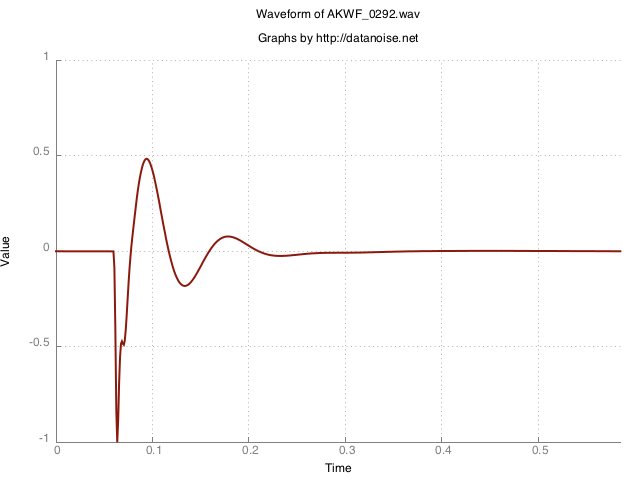 Waveform of AKWF_0292.wav
Graphs by http://datanoise.net
1
0.5
0
-0.5
-1
Value
0 0.1 0.2 0.3 0.4 0.5
Time